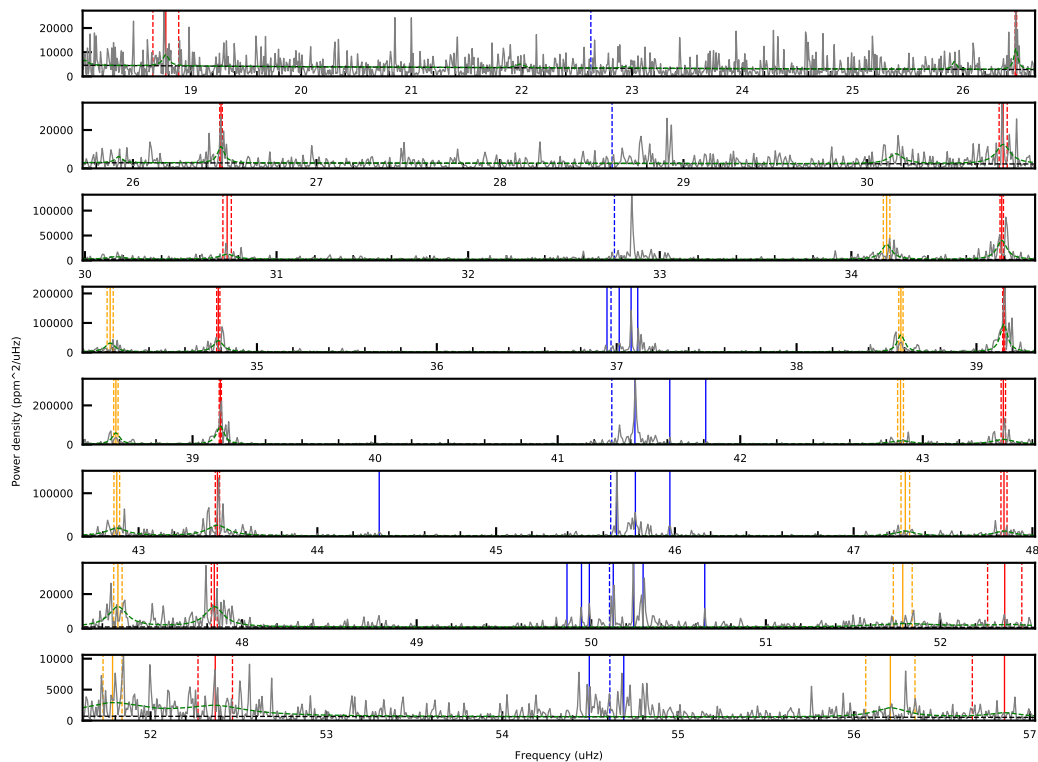 20000
10000
0
19 20 21 22 23 24 25 26
20000
0
26 27 28 29 30
100000
50000
0
30 31 32 33 34
200000
100000
0
35 36 37 38 39
200000
0
39 40 41 42 43
100000
0
43 44 45 46 47 48
20000
0
48 49 50 51 52
10000
5000
0
52 53 54 55 56 57
Power density (ppm^2/uHz)
Frequency (uHz)